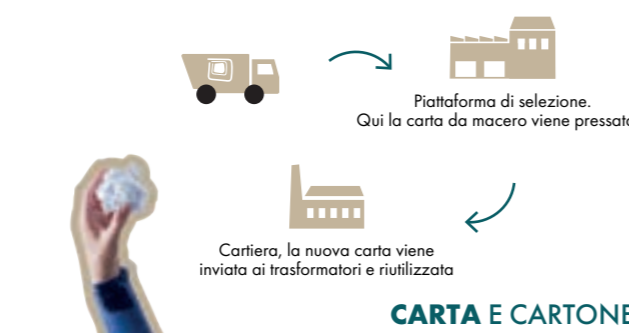 Piattaforma di selezione.
Qui la carta da macero viene pressata
Cartiera, la nuova carta viene
inviata ai trasformatori e riutilizzata
CARTA E CARTONE